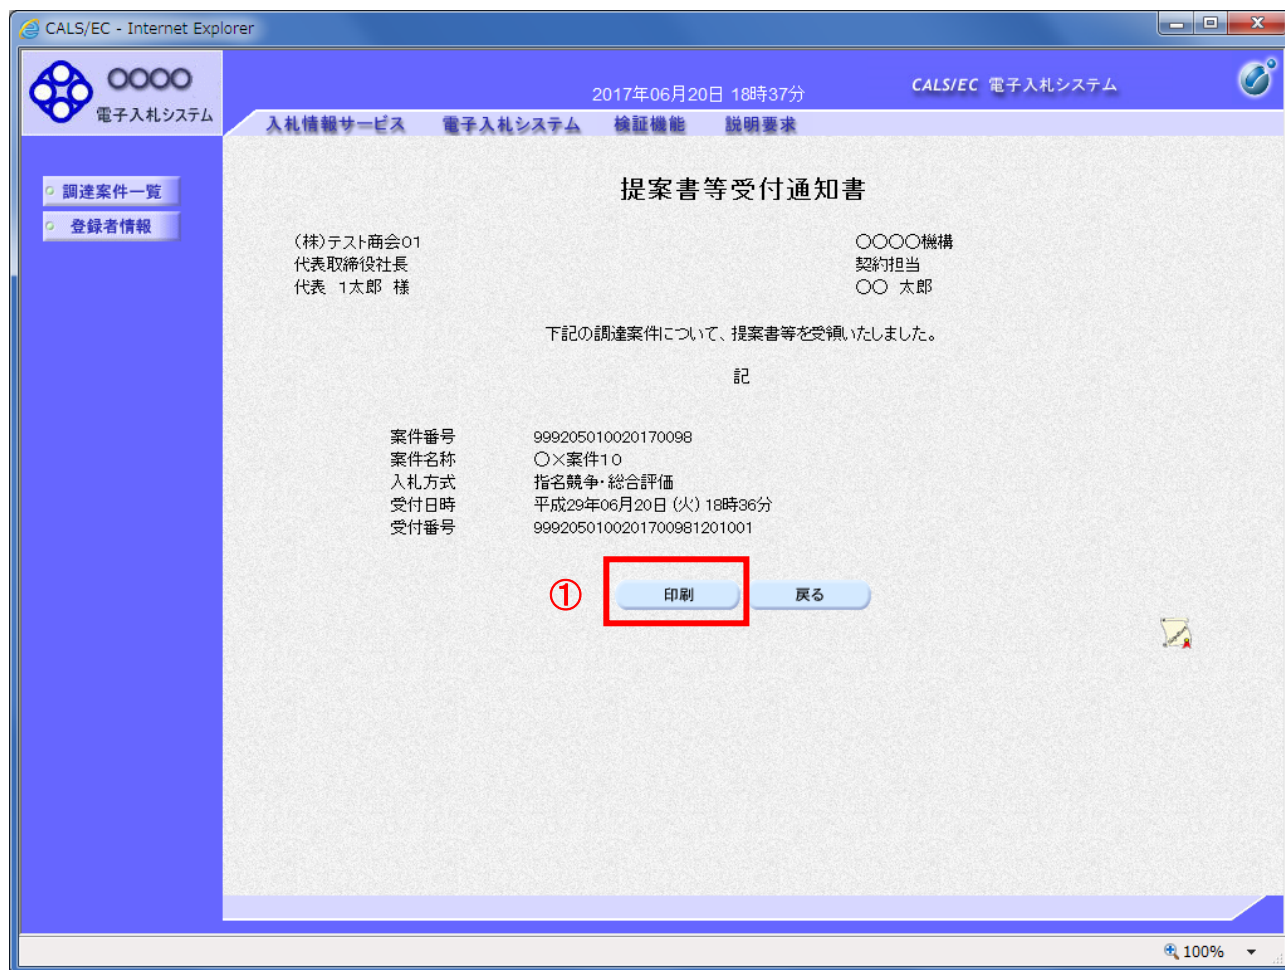 CALS/EC - Internet Explorer
〇〇〇〇
電子入札システム
2017年06月20日 18時37分
CALS/EC 電子入札システム
入札情報サービス 電子入札システム 検証機能 説明要求
調達案件一覧
登録者情報
提案書等受付通知書
(株)テスト商会01
代表取締役社長
代表 1太郎 様
〇〇〇〇機構
契約担当
〇〇 太郎
下記の調達案件について、提案書等を受領いたしました。
記
案件番号 999205010020170098
案件名称 〇×案件10
入札方式 指名競争・総合評価
受付日時 平成29年06月20日 (火) 18時36分
受付番号 9992050100201700981201001
① 印刷 戻る
100%